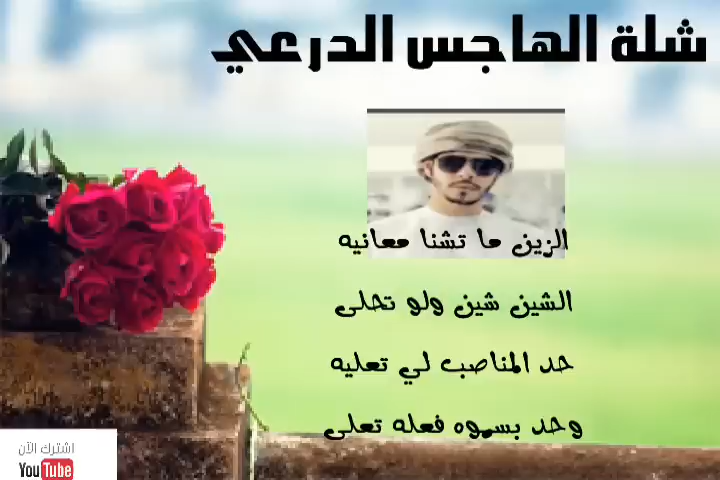 شلة الهاجس الدرعي
الزين ما تشنا معانيه
الشين شين ولو تحلى
حد المناصب لي تعليه
وحد بسموه فعله تعلى
اشترك الآن
YouTube